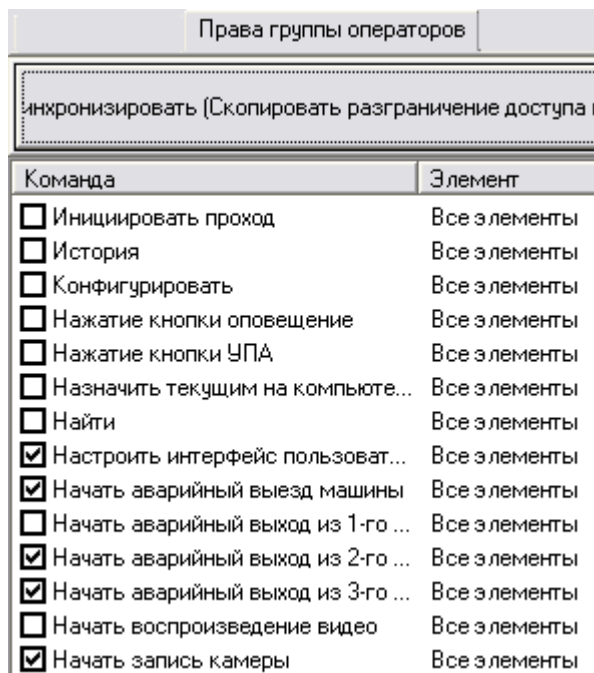 Права группы операторов
инхронизировать (Скопировать разграничение доступа
Команда Элемент
Инициировать проход Все элементы
История Все элементы
Конфигурировать Все элементы
Нажатие кнопки оповещение Все элементы
Нажатие кнопки УПА Все элементы
Назначить текущим на компьюте... Все элементы
Найти Все элементы
Настроить интерфейс пользоват... Все элементы
Начать аварийный выезд машины Все элементы
Начать аварийный выход из 1-го ... Все элементы
Начать аварийный выход из 2-го ... Все элементы
Начать аварийный выход из 3-го ... Все элементы
Начать воспроизведение видео Все элементы
Начать запись камеры Все элементы